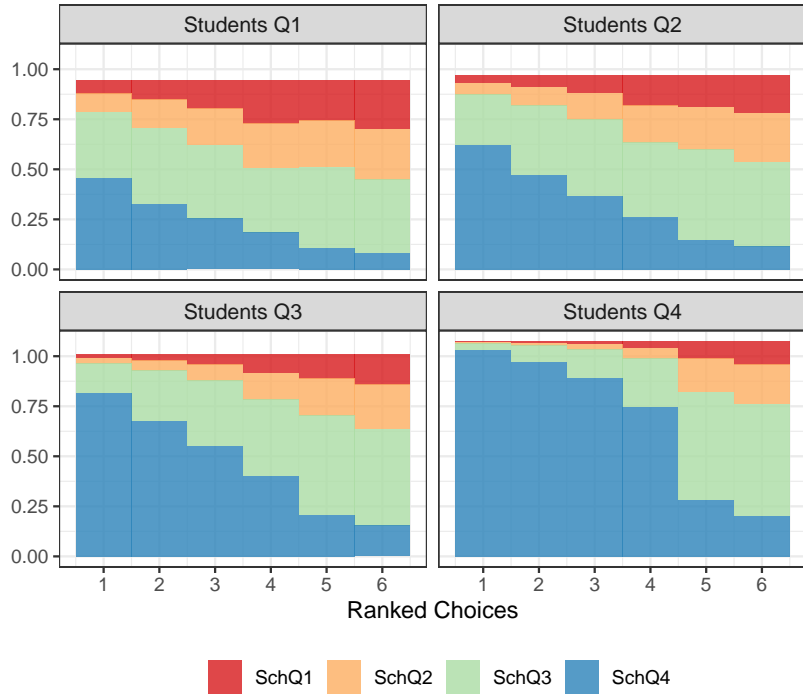 Students Q1
Students Q2
1.00
0.75
0.50
0.25
0.00
Students Q3
Students Q4
1.00
0.75
0.50
0.25
0.00
1 2 3 4 5 6 1 2 3 4 5 6
Ranked Choices
SchQ1 SchQ2 SchQ3 SchQ4